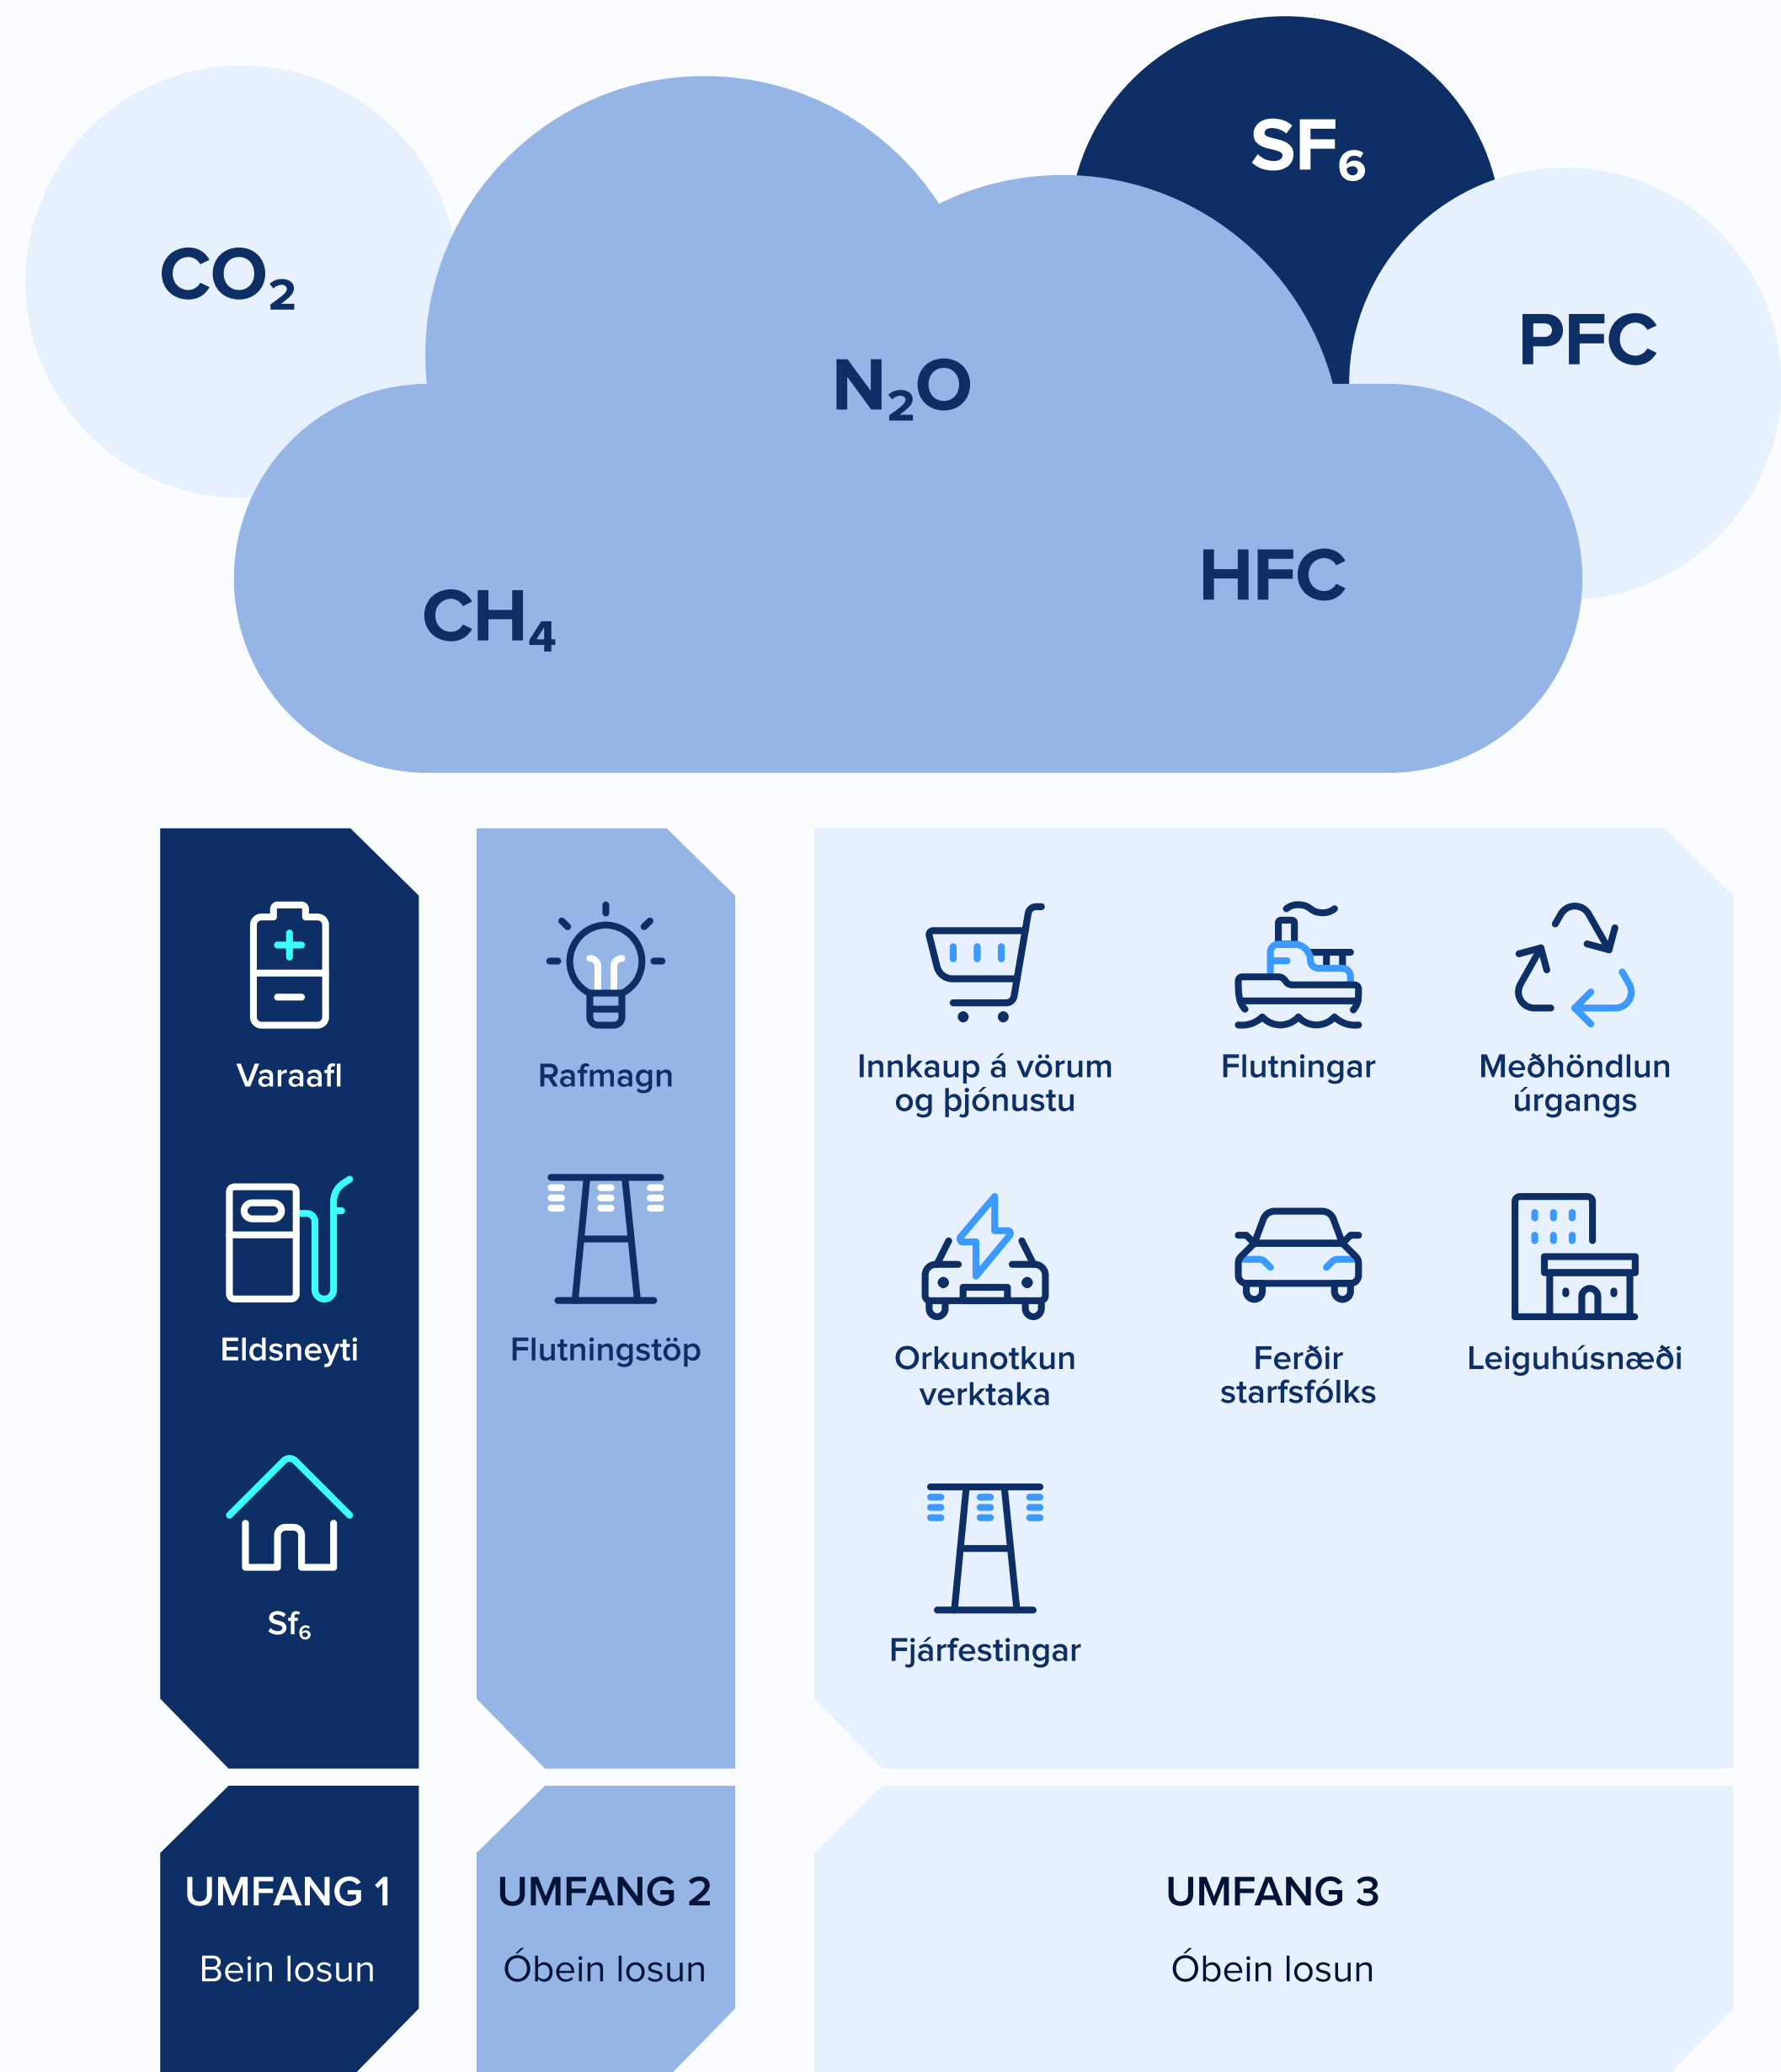 SF₆
CO₂
PFC
N₂O
HFC
CH₄
Varaafl
Eldsneyti
Sf₆
Rafmagn
Flutningstöp
Innkaup á vörum
og þjónustu
Flutningar
Meðhöndlun
úrgangs
Orkunotkun
verktaka
Ferðir
starfsfólks
Leiguhúsnæði
Fjárfestingar
UMFANG 1
Bein losun
UMFANG 2
Óbein losun
UMFANG 3
Óbein losun